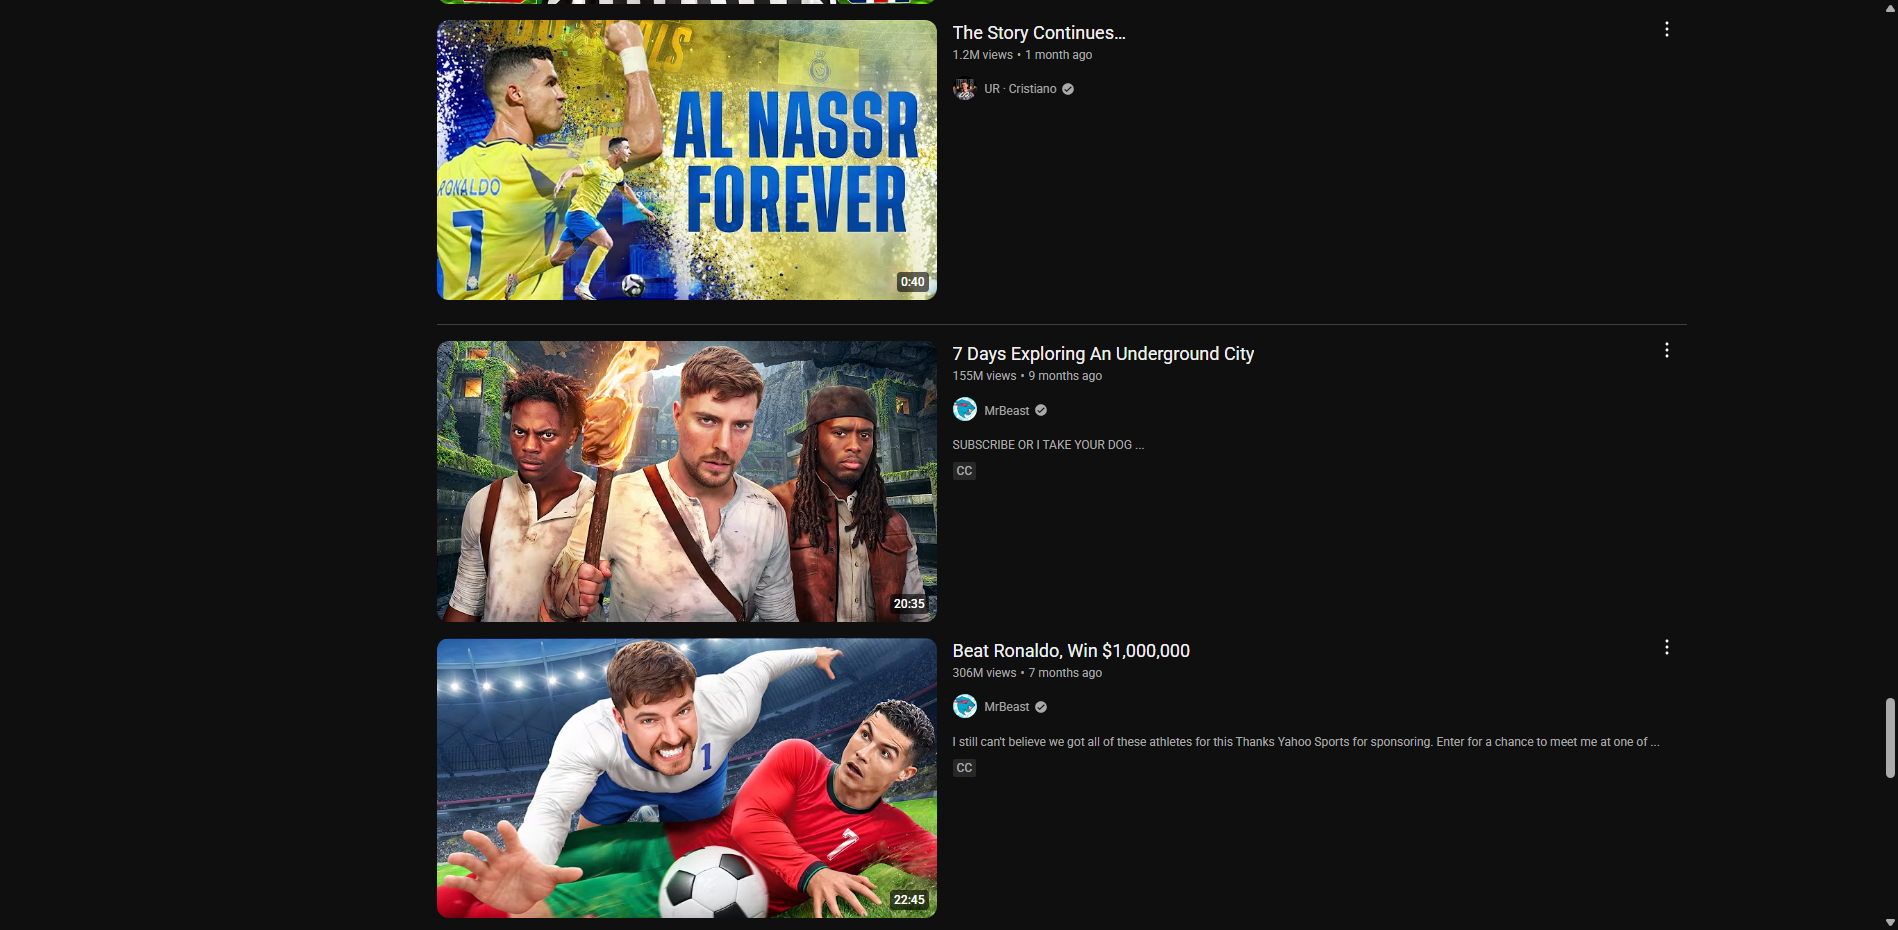 The Story Continues...
1.2M views • 1 month ago
UR · Cristiano
AL NASSR
FOREVER
RONALDO
7
0:40
7 Days Exploring An Underground City
155M views • 9 months ago
MrBeast
SUBSCRIBE OR I TAKE YOUR DOG ...
CC
20:35
Beat Ronaldo, Win $1,000,000
306M views • 7 months ago
MrBeast
I still can't believe we got all of these athletes for this Thanks Yahoo Sports for sponsoring. Enter for a chance to meet me at one of ...
CC
1
7
22:45